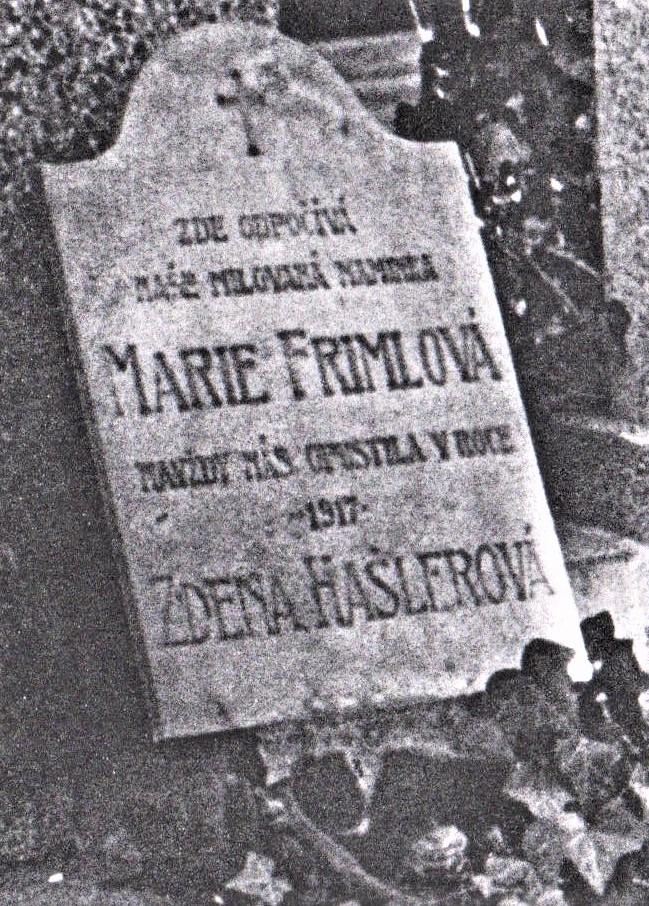 ZDE ODPOČÍVÁ
NAŠE MILOVANÁ MAMINKA
MARIE FRIMLOVÁ
NAVŽDY NÁS OPUSTILA V ROCE
-1917-
ZDEŇA HAŠLEROVÁ